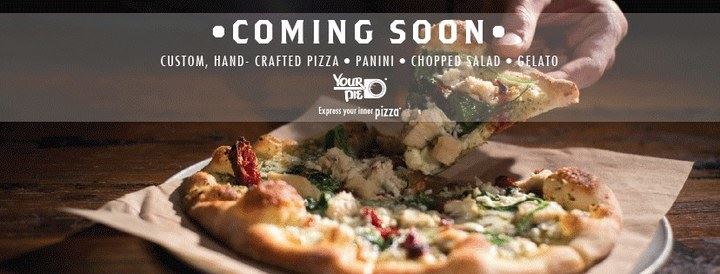 •COMING SOON•
CUSTOM, HAND- CRAFTED PIZZA • PANINI • CHOPPED SALAD • GELATO
YOUR
PIE
Express your inner pizza